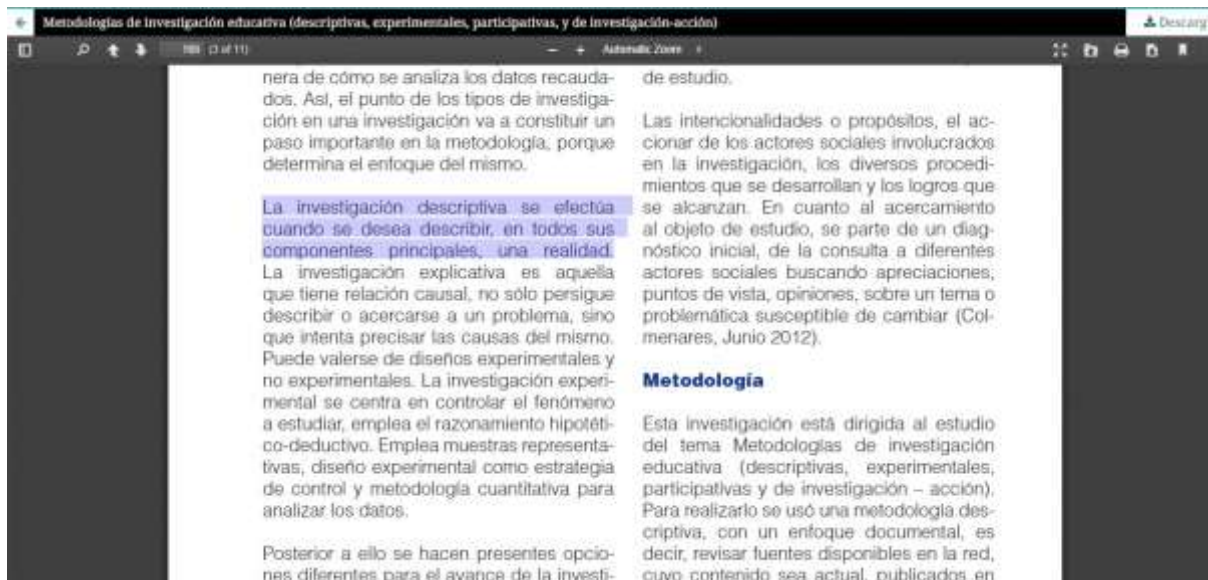 Metodologías de investigación educativa (descriptivas, experimentales, participativas, y de investigación-acción)
Descarg
(3 of 11)
Automatic Zoom
nera de cómo se analiza los datos recauda-
dos. Así, el punto de los tipos de investiga-
ción en una investigación va a constituir un
paso importante en la metodología, porque
determina el enfoque del mismo.
La investigación descriptiva se efectúa
cuando se desea describir, en todos sus
componentes principales, una realidad.
La investigación explicativa es aquella
que tiene relación causal, no sólo persigue
describir o acercarse a un problema, sino
que intenta precisar las causas del mismo.
Puede valerse de diseños experimentales y
no experimentales. La investigación experi-
mental se centra en controlar el fenómeno
a estudiar, emplea el razonamiento hipotéti-
co-deductivo. Emplea muestras representa-
tivas, diseño experimental como estrategia
de control y metodología cuantitativa para
analizar los datos.
Posterior a ello se hacen presentes opcio-
nes diferentes para el avance de la investi-
de estudio.
Las intencionalidades o propósitos, el ac-
cionar de los actores sociales involucrados
en la investigación, los diversos procedi-
mientos que se desarrollan y los logros que
se alcanzan. En cuanto al acercamiento
al objeto de estudio, se parte de un diag-
nóstico inicial, de la consulta a diferentes
actores sociales buscando apreciaciones,
puntos de vista, opiniones, sobre un tema o
problemática susceptible de cambiar (Col-
menares, Junio 2012).
Metodología
Esta investigación está dirigida al estudio
del tema Metodologías de investigación
educativa (descriptivas, experimentales,
participativas y de investigación – acción).
Para realizarlo se usó una metodología des-
criptiva, con un enfoque documental, es
decir, revisar fuentes disponibles en la red,
cuyo contenido sea actual, publicados en